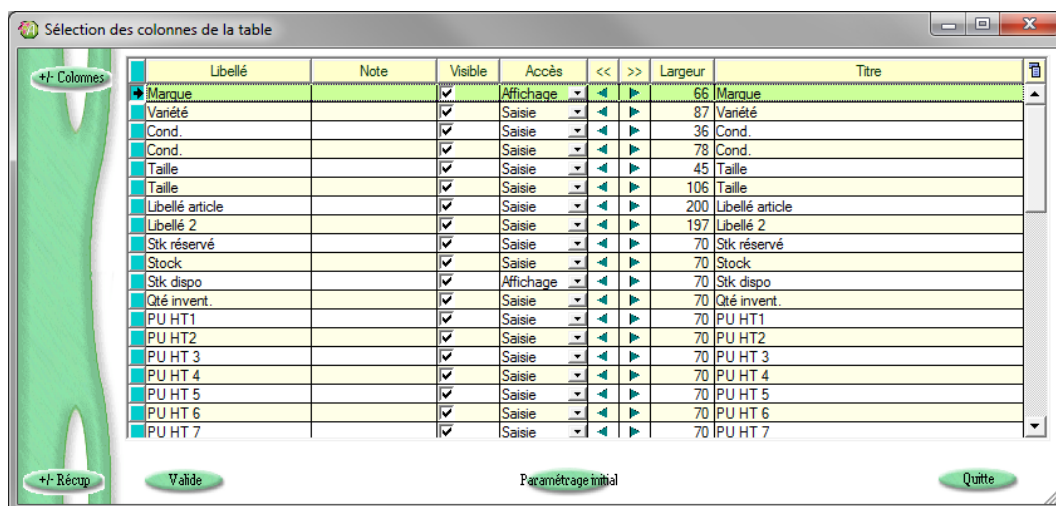 Sélection des colonnes de la table
+/- Colonnes
Libellé Note Visible Accès << >> Largeur Titre
Marque Affichage 66 Marque
Variété Saisie 87 Variété
Cond. Saisie 36 Cond.
Cond. Saisie 78 Cond.
Taille Saisie 45 Taille
Taille Saisie 106 Taille
Libellé article Saisie 200 Libellé article
Libellé 2 Saisie 197 Libellé 2
Stk réservé Saisie 70 Stk réservé
Stock Saisie 70 Stock
Stk dispo Affichage 70 Stk dispo
Qté invent. Saisie 70 Qté invent.
PU HT1 Saisie 70 PU HT1
PU HT2 Saisie 70 PU HT2
PU HT 3 Saisie 70 PU HT 3
PU HT 4 Saisie 70 PU HT 4
PU HT 5 Saisie 70 PU HT 5
PU HT 6 Saisie 70 PU HT 6
PU HT 7 Saisie 70 PU HT 7
+/- Récup Valide Paramétrage initial Quitte